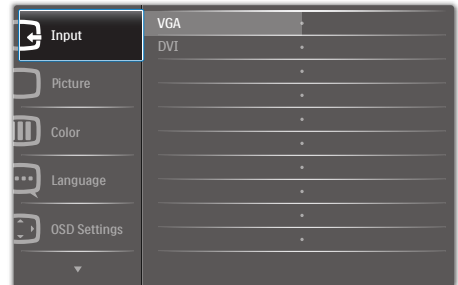 Input
Picture
Color
Language
OSD Settings
VGA
DVI